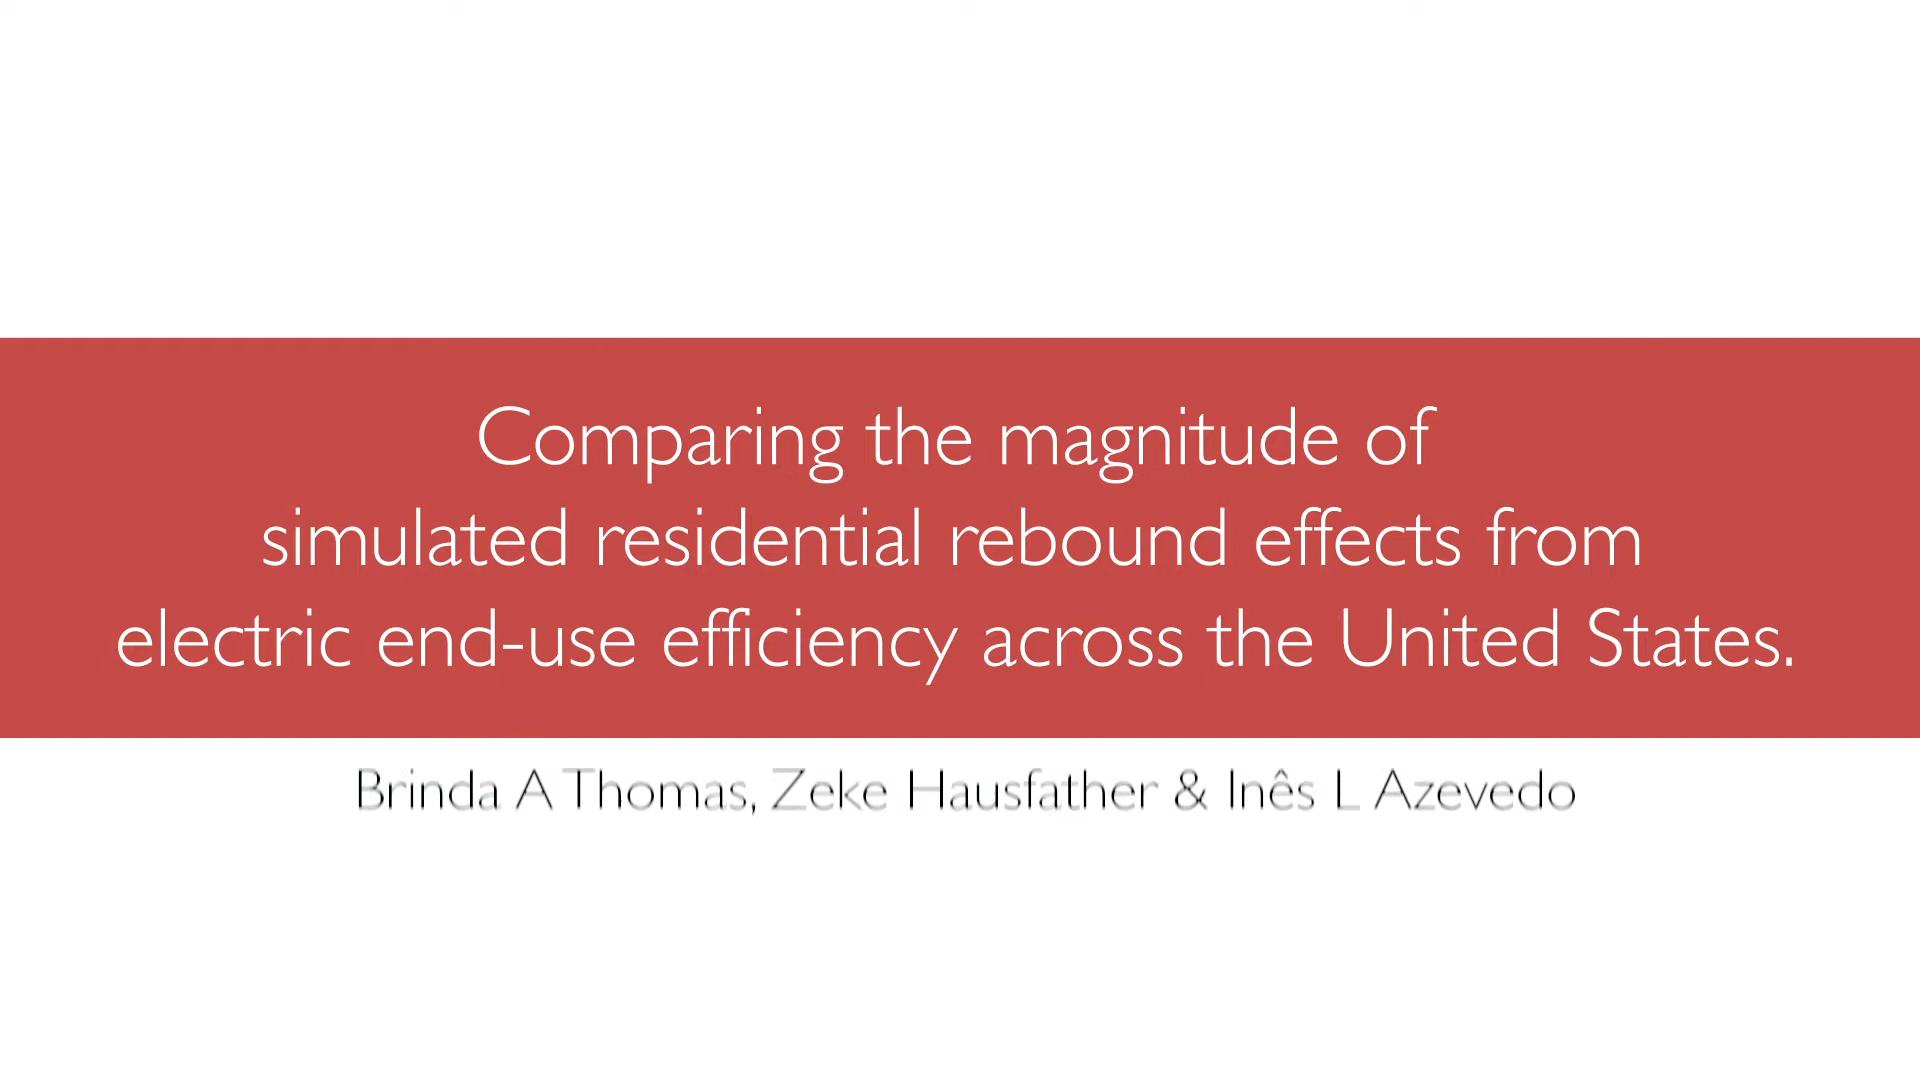 Comparing the magnitude of
simulated residential rebound effects from
electric end-use efficiency across the United States.
Brinda A Thomas, Zeke Hausfather & Inês L Azevedo